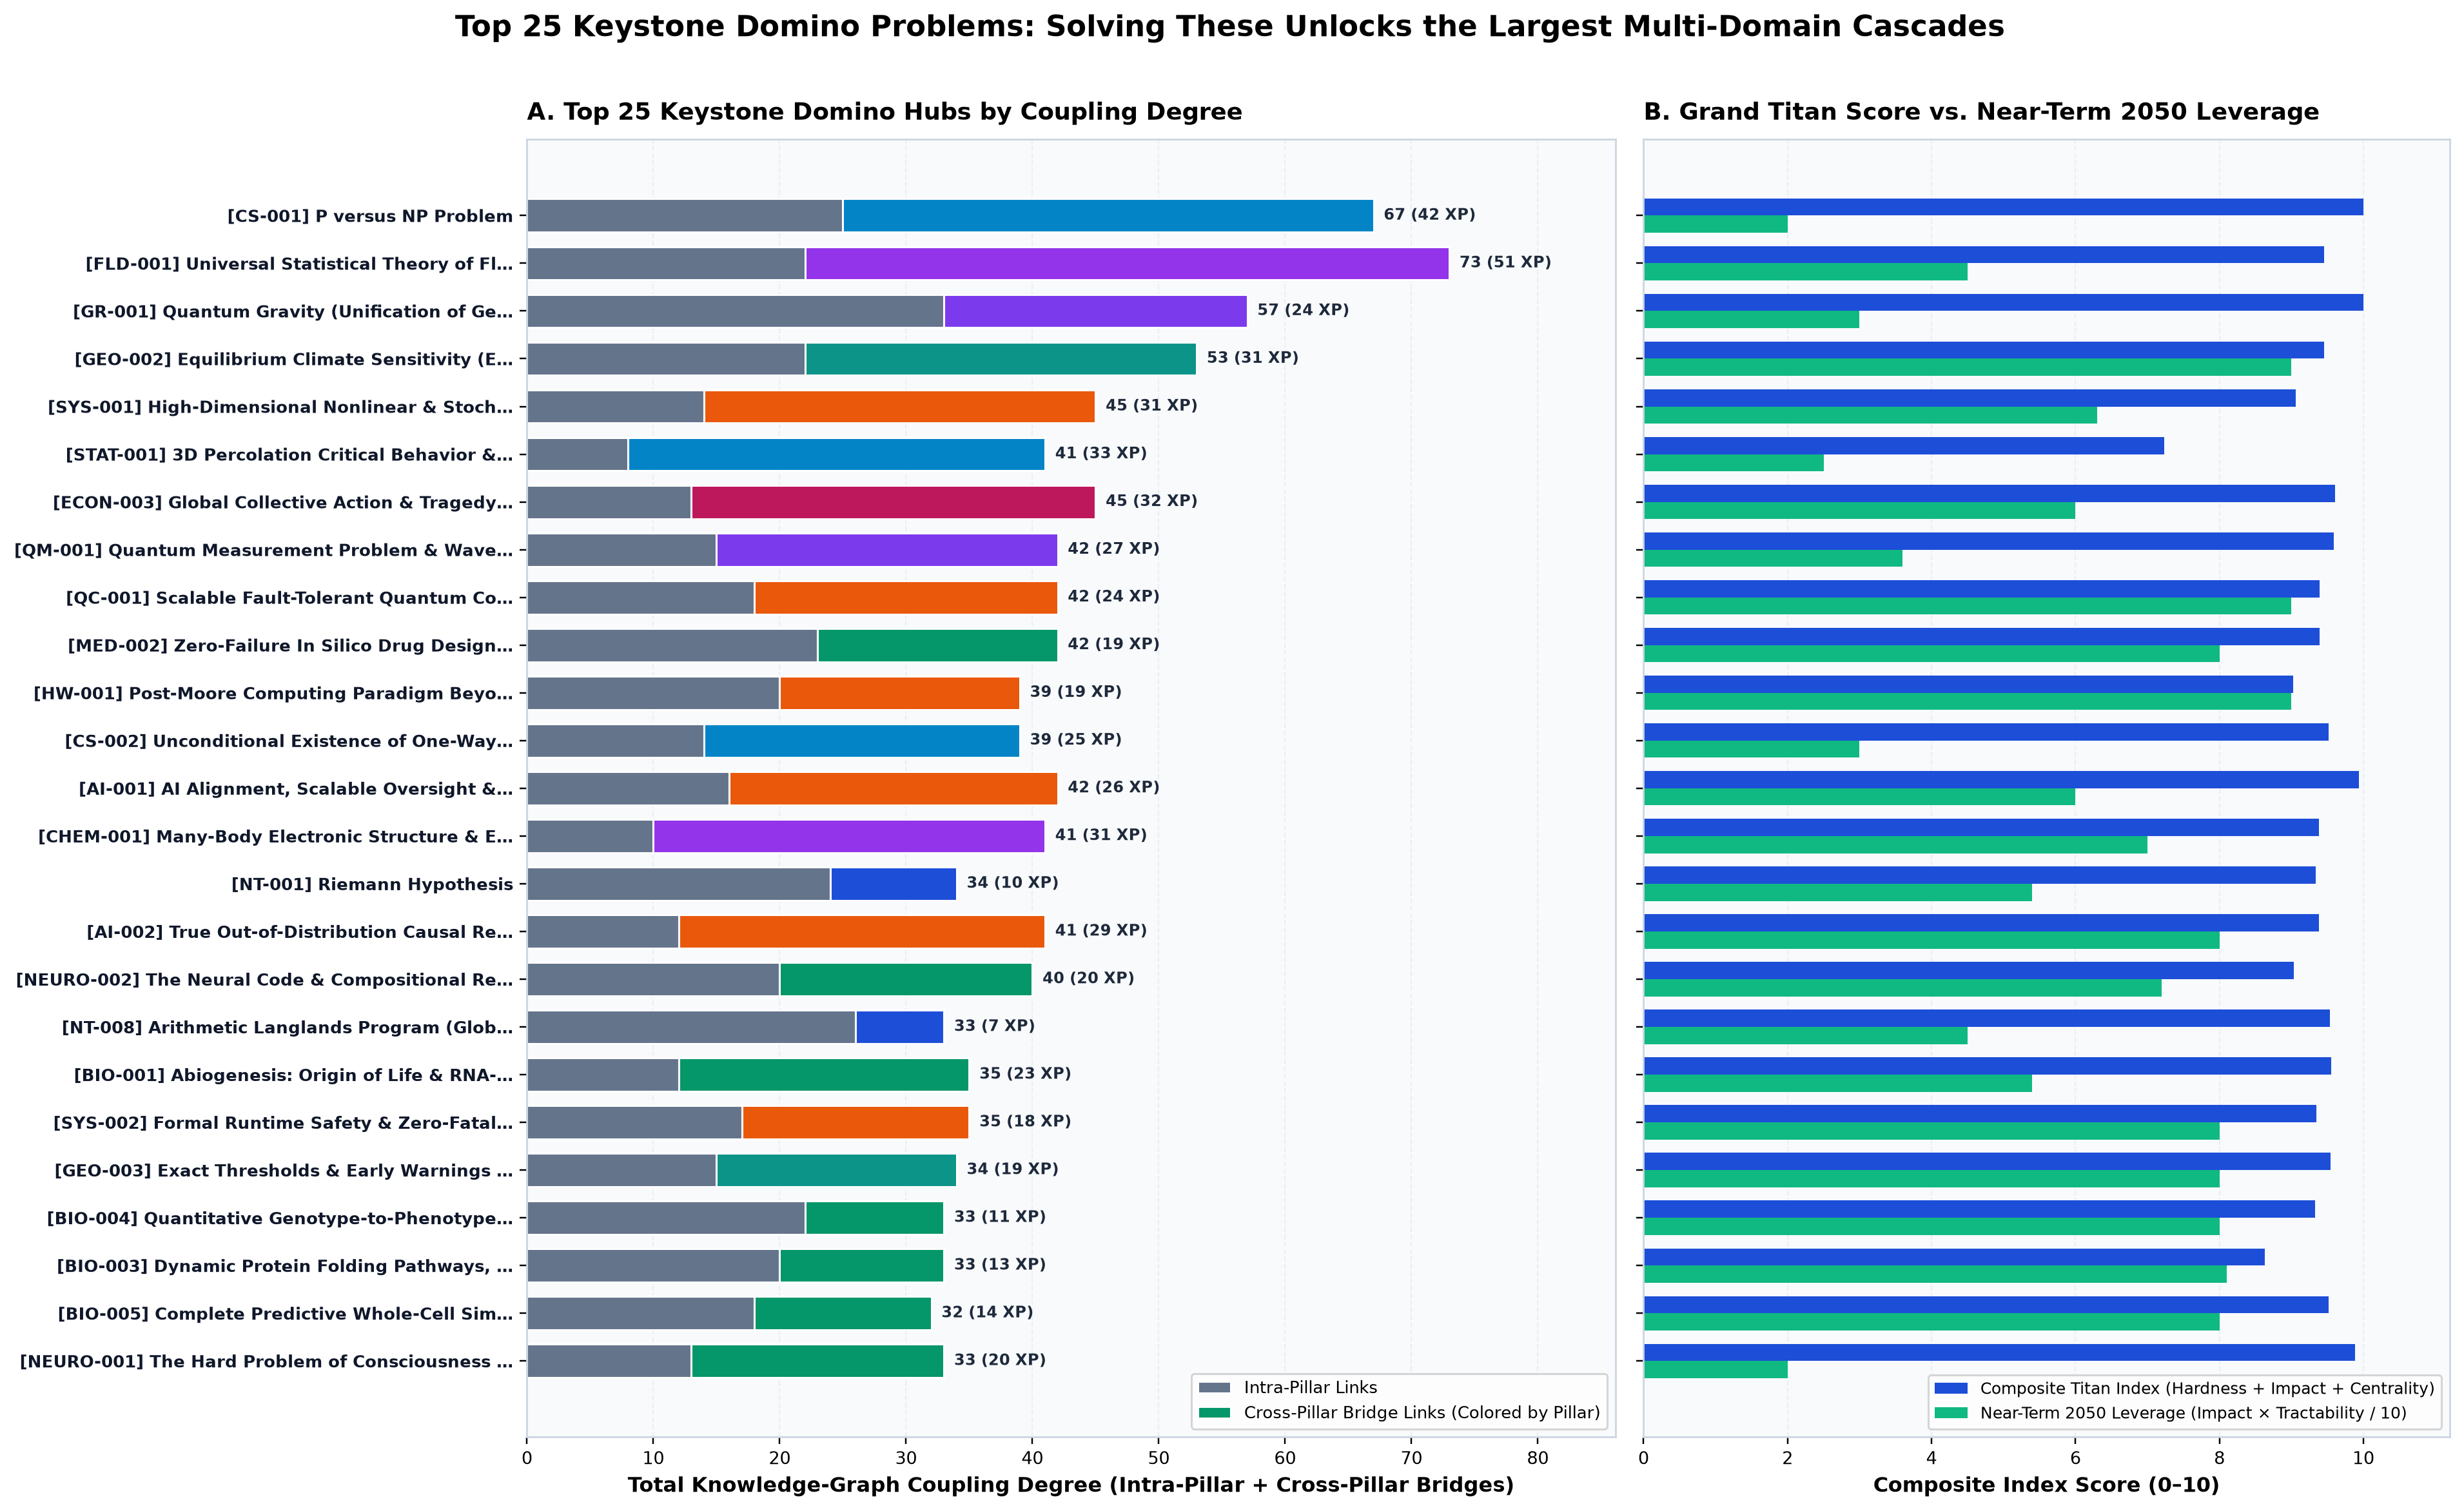 Top 25 Keystone Domino Problems: Solving These Unlocks the Largest Multi-Domain Cascades
A. Top 25 Keystone Domino Hubs by Coupling Degree
[CS-001] P versus NP Problem
67 (42 XP)
[FLD-001] Universal Statistical Theory of Fl…
73 (51 XP)
[GR-001] Quantum Gravity (Unification of Ge…
57 (24 XP)
[GEO-002] Equilibrium Climate Sensitivity (E…
53 (31 XP)
[SYS-001] High-Dimensional Nonlinear & Stoch…
45 (31 XP)
[STAT-001] 3D Percolation Critical Behavior &…
41 (33 XP)
[ECON-003] Global Collective Action & Tragedy…
45 (32 XP)
[QM-001] Quantum Measurement Problem & Wave…
42 (27 XP)
[QC-001] Scalable Fault-Tolerant Quantum Co…
42 (24 XP)
[MED-002] Zero-Failure In Silico Drug Design…
42 (19 XP)
[HW-001] Post-Moore Computing Paradigm Beyo…
39 (19 XP)
[CS-002] Unconditional Existence of One-Way…
39 (25 XP)
[AI-001] AI Alignment, Scalable Oversight &…
42 (26 XP)
[CHEM-001] Many-Body Electronic Structure & E…
41 (31 XP)
[NT-001] Riemann Hypothesis
34 (10 XP)
[AI-002] True Out-of-Distribution Causal Re…
41 (29 XP)
[NEURO-002] The Neural Code & Compositional Re…
40 (20 XP)
[NT-008] Arithmetic Langlands Program (Glob…
33 (7 XP)
[BIO-001] Abiogenesis: Origin of Life & RNA-…
35 (23 XP)
[SYS-002] Formal Runtime Safety & Zero-Fatal…
35 (18 XP)
[GEO-003] Exact Thresholds & Early Warnings …
34 (19 XP)
[BIO-004] Quantitative Genotype-to-Phenotype…
33 (11 XP)
[BIO-003] Dynamic Protein Folding Pathways, …
33 (13 XP)
[BIO-005] Complete Predictive Whole-Cell Sim…
32 (14 XP)
[NEURO-001] The Hard Problem of Consciousness …
33 (20 XP)
Intra-Pillar Links
Cross-Pillar Bridge Links (Colored by Pillar)
0 10 20 30 40 50 60 70 80
Total Knowledge-Graph Coupling Degree (Intra-Pillar + Cross-Pillar Bridges)
B. Grand Titan Score vs. Near-Term 2050 Leverage
Composite Titan Index (Hardness + Impact + Centrality)
Near-Term 2050 Leverage (Impact × Tractability / 10)
0 2 4 6 8 10
Composite Index Score (0–10)